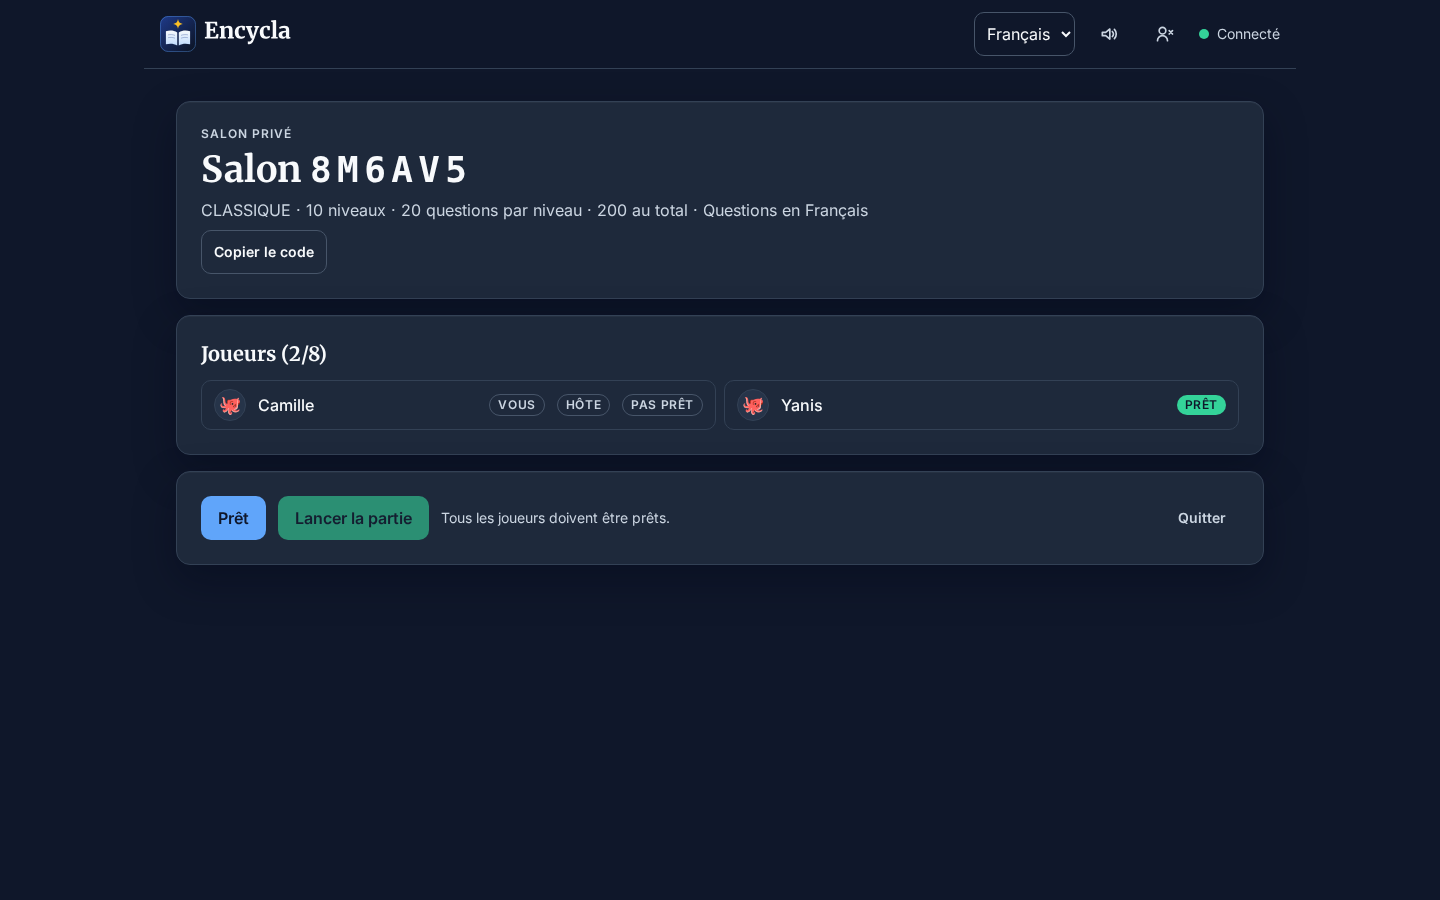 Encycla
Français
Connecté
SALON PRIVÉ
Salon 8M6AV5
CLASSIQUE · 10 niveaux · 20 questions par niveau · 200 au total · Questions en Français
Copier le code
Joueurs (2/8)
Camille VOUS HÔTE PAS PRÊT
Yanis PRÊT
Prêt Lancer la partie Tous les joueurs doivent être prêts. Quitter